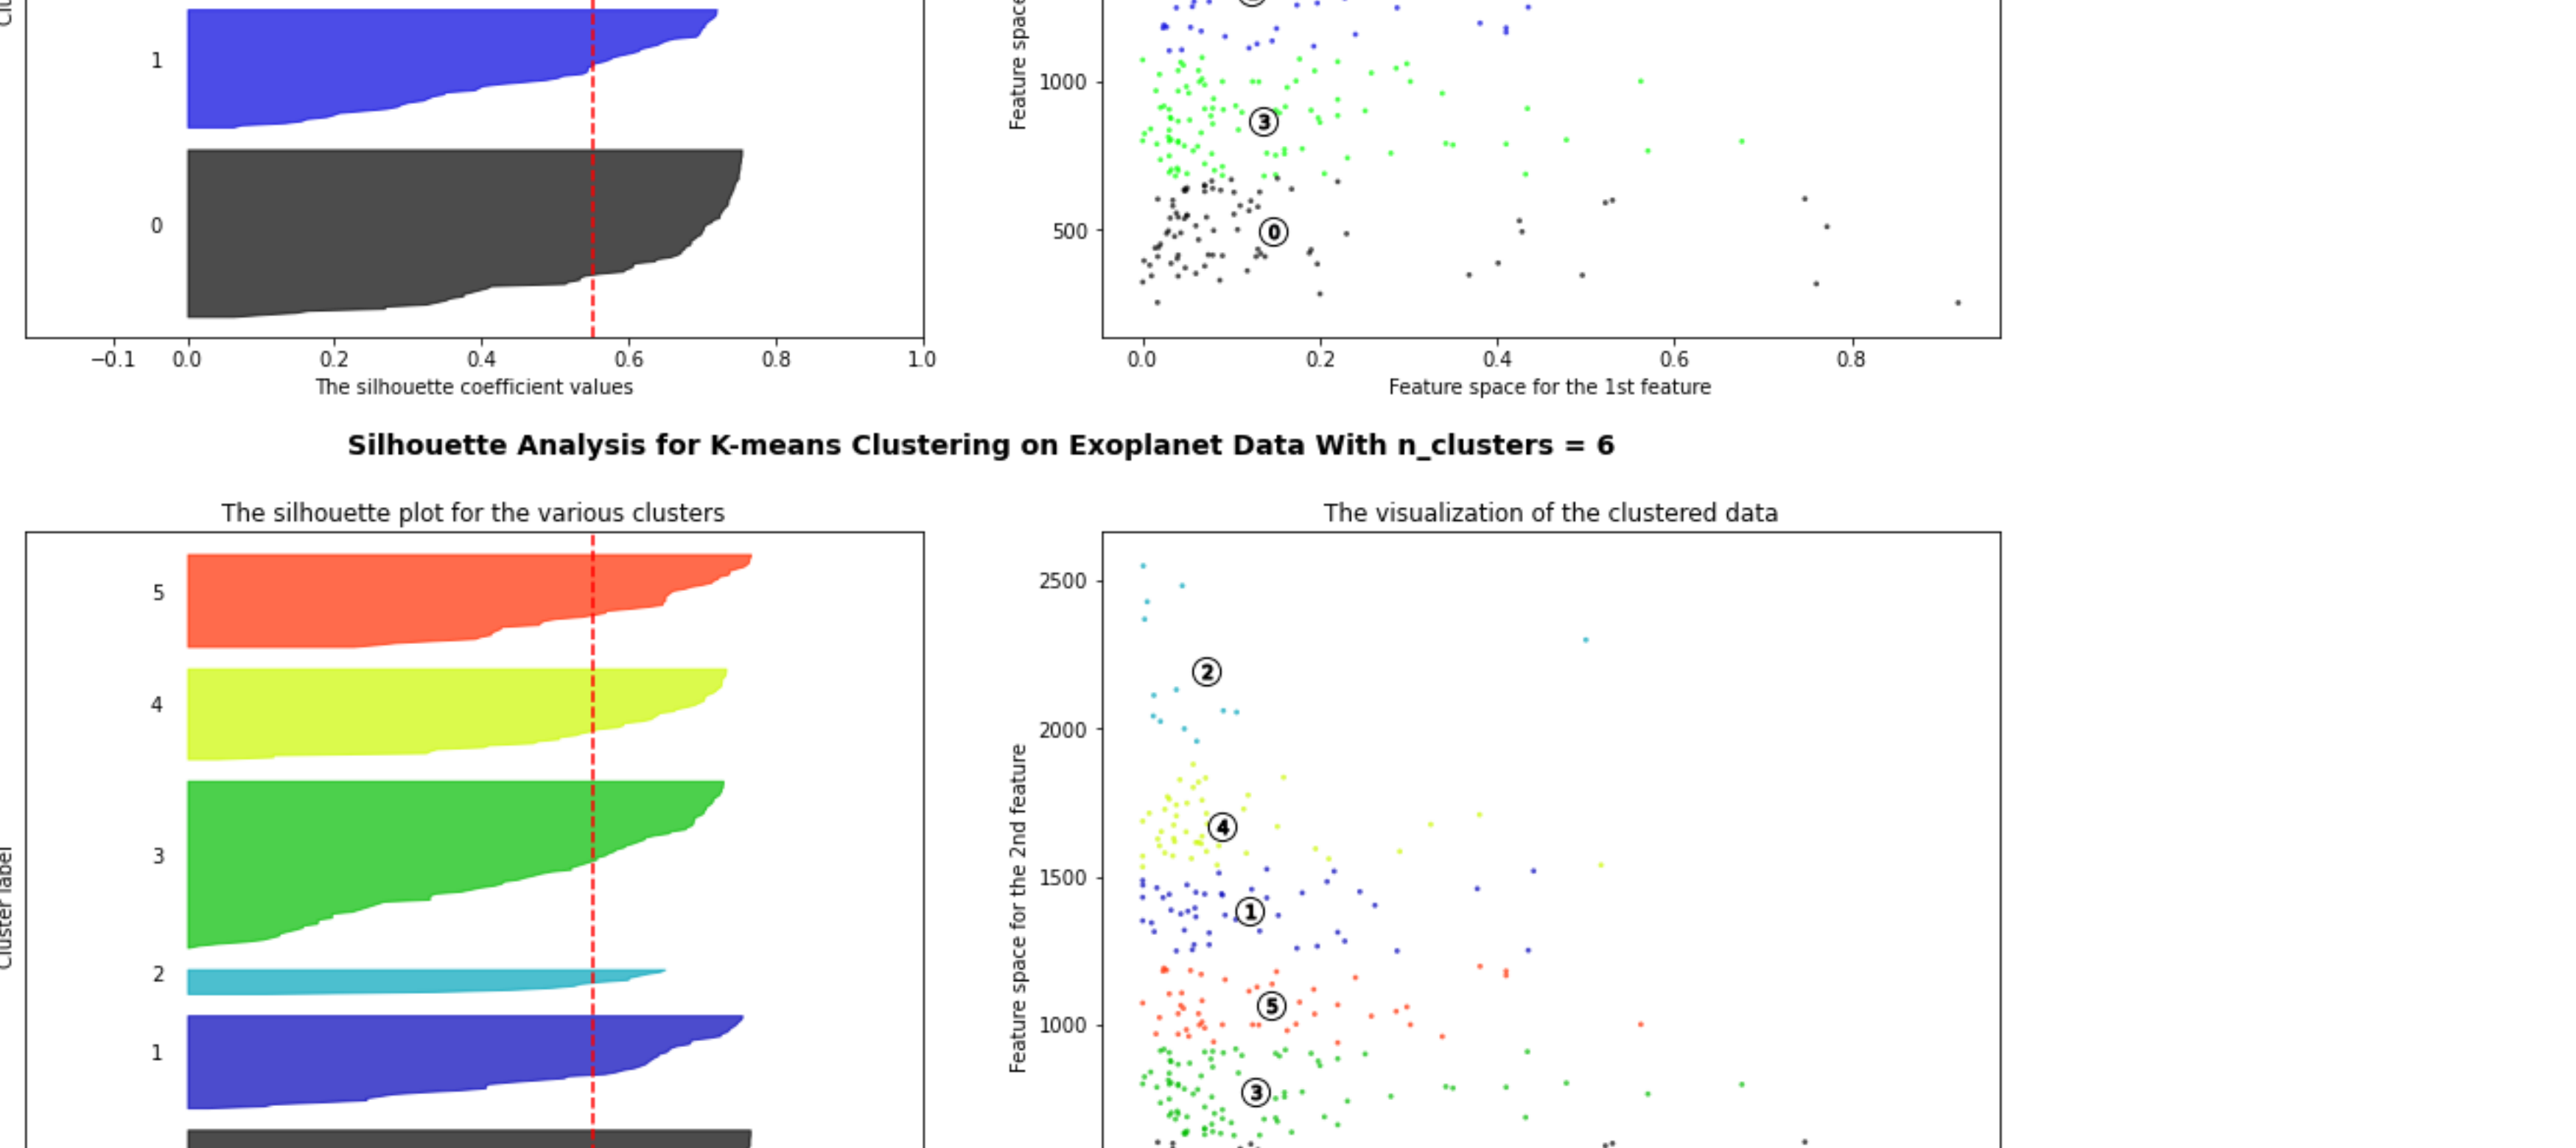 1
0
−0.1 0.0 0.2 0.4 0.6 0.8 1.0
The silhouette coefficient values
Feature space
1000
500
3
0
0.0 0.2 0.4 0.6 0.8
Feature space for the 1st feature
Silhouette Analysis for K-means Clustering on Exoplanet Data With n_clusters = 6
The silhouette plot for the various clusters
5
4
3
2
1
Cluster label
The visualization of the clustered data
2500
2000
1500
1000
Feature space for the 2nd feature
2
4
1
5
3